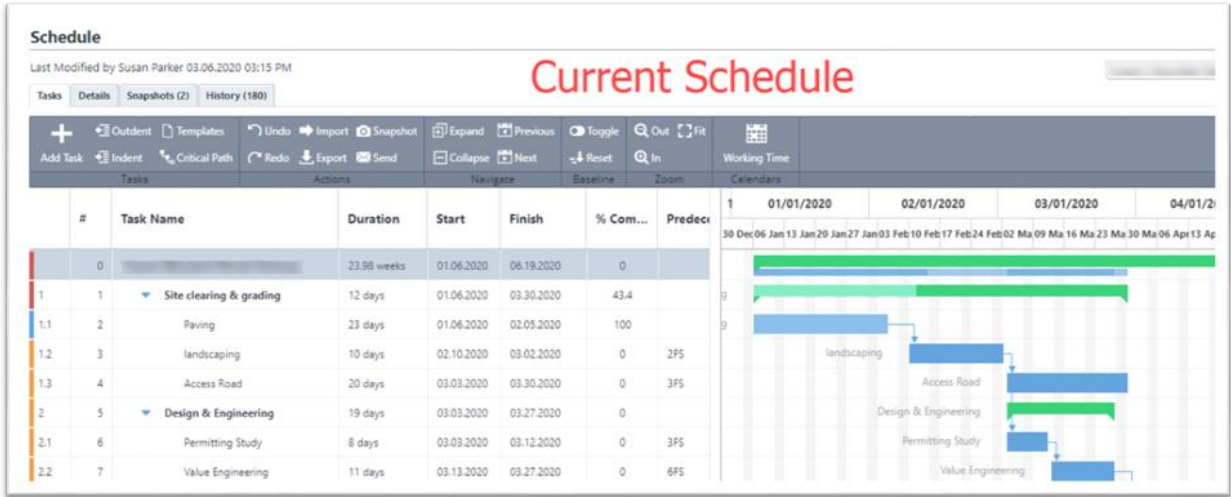 Schedule
Last Modified by Susan Parker 03.06.2020 03:15 PM
Current Schedule
Tasks Details Snapshots (2) History (180)
Outdent Templates Undo Import Snapshot Expand Previous Toggle Out Fit
Add Task Indent Critical Path Redo Export Send Collapse Next Reset In Working Time
Tasks Actions Navigate Baseline Zoom Calendars
# Task Name Duration Start Finish % Com... Predec
1 01/01/2020 02/01/2020 03/01/2020 04/01/2
30 Dec 06 Jan 13 Jan 20 Jan 27 Jan 03 Feb 10 Feb 17 Feb 24 Feb 02 Ma 09 Ma 16 Ma 23 Ma 30 Ma 06 Apr 13 Ap
0 23.98 weeks 01.06.2020 06.19.2020 0
1 1 Site clearing & grading 12 days 01.06.2020 03.30.2020 43.4 9
1.1 2 Paving 23 days 01.06.2020 02.05.2020 100 9
1.2 3 landscaping 10 days 02.10.2020 03.02.2020 0 2FS landscaping
1.3 4 Access Road 20 days 03.03.2020 03.30.2020 0 3FS Access Road
2 5 Design & Engineering 19 days 03.03.2020 03.27.2020 0 Design & Engineering
2.1 6 Permitting Study 8 days 03.03.2020 03.12.2020 0 3FS Permitting Study
2.2 7 Value Engineering 11 days 03.13.2020 03.27.2020 0 6FS Value Engineering